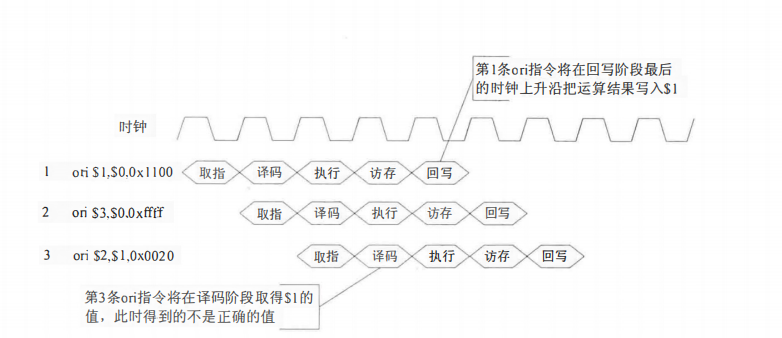 第1条ori指令将在回写阶段最后
的时钟上升沿把运算结果写入$1
时钟
1 ori $1,$0,0x1100 取指 译码 执行 访存 回写
2 ori $3,$0.0xffff 取指 译码 执行 访存 回写
3 ori $2,$1,0x0020 取指 译码 执行 访存 回写
第3条ori指令将在译码阶段取得$1的
值，此时得到的不是正确的值